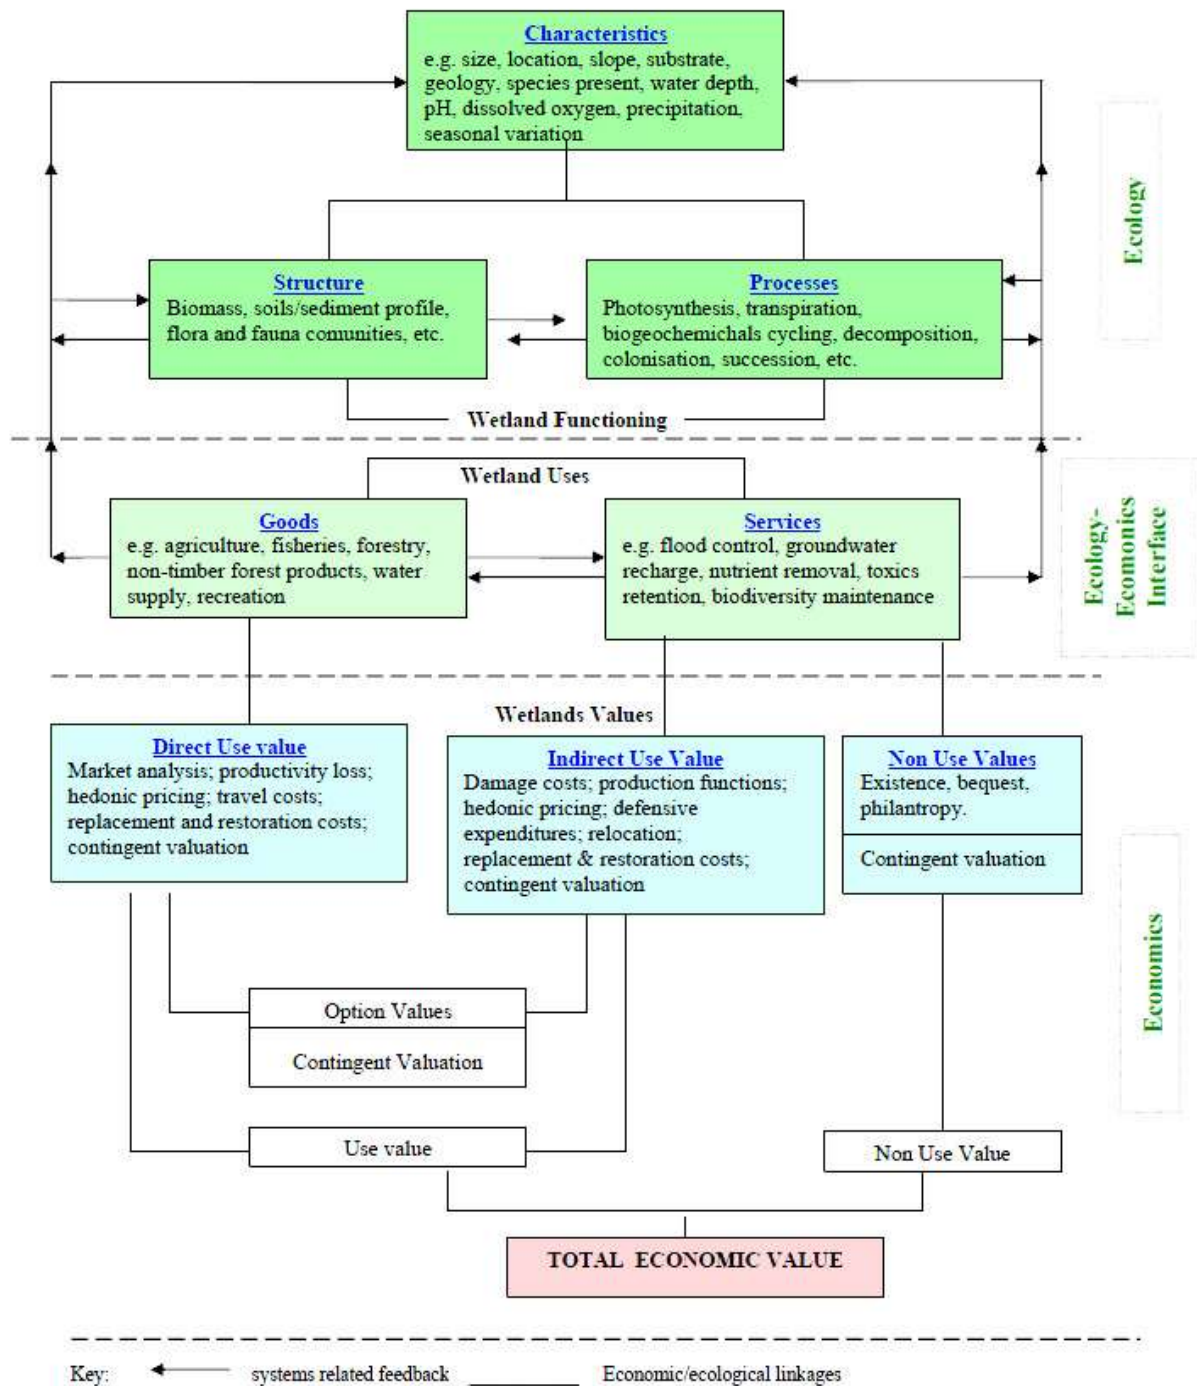 Characteristics
e.g. size, location, slope, substrate,
geology, species present, water depth,
pH, dissolved oxygen, precipitation,
seasonal variation
Ecology
Structure
Biomass, soils/sediment profile,
flora and fauna comunities, etc.
Processes
Photosynthesis, transpiration,
biogeochemichals cycling, decomposition,
colonisation, succession, etc.
Wetland Functioning
Wetland Uses
Goods
e.g. agriculture, fisheries, forestry,
non-timber forest products, water
supply, recreation
Services
e.g. flood control, groundwater
recharge, nutrient removal, toxics
retention, biodiversity maintenance
Ecology-
Ecomonics
Interface
Wetlands Values
Direct Use value
Market analysis; productivity loss;
hedonic pricing; travel costs;
replacement and restoration costs;
contingent valuation
Indirect Use Value
Damage costs; production functions;
hedonic pricing; defensive
expenditures; relocation;
replacement & restoration costs;
contingent valuation
Non Use Values
Existence, bequest,
philantropy.
Contingent valuation
Economics
Option Values
Contingent Valuation
Use value
Non Use Value
TOTAL ECONOMIC VALUE
Key: systems related feedback Economic/ecological linkages